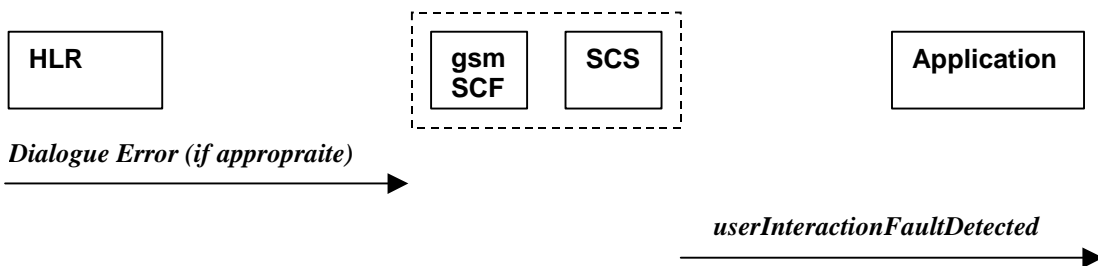 HLR
gsm
SCF
SCS
Application
Dialogue Error (if appropraite)
userInteractionFaultDetected